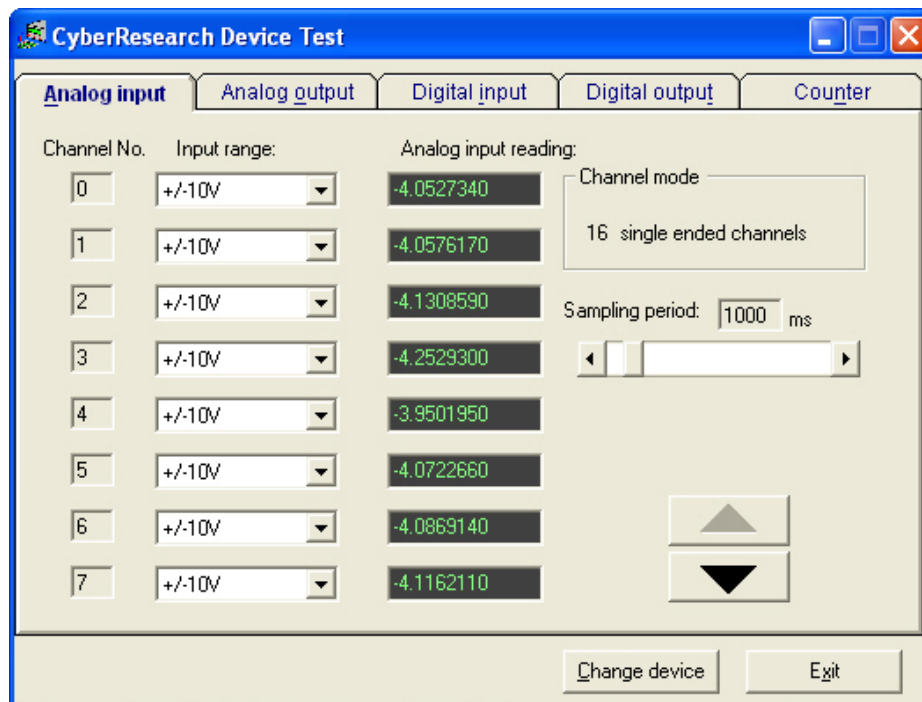 CyberResearch Device Test
Analog input Analog output Digital input Digital output Counter
Channel No. Input range: Analog input reading:
0 +/-10V -4.0527340
Channel mode
1 +/-10V -4.0576170
16 single ended channels
2 +/-10V -4.1308590
Sampling period: 1000 ms
3 +/-10V -4.2529300
4 +/-10V -3.9501950
5 +/-10V -4.0722660
6 +/-10V -4.0869140
7 +/-10V -4.1162110
Change device Exit